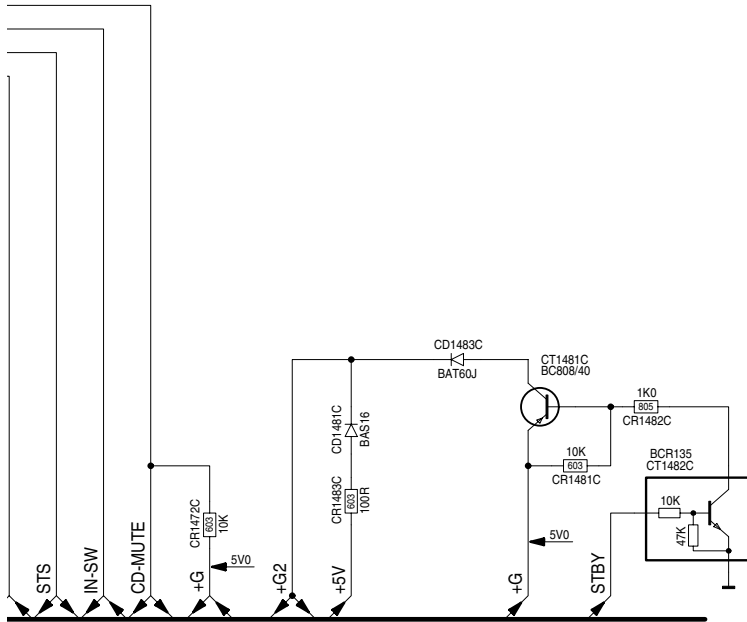 CD1483C
BAT60J
CT1481C
BC808/40
1K0
805
CR1482C
CD1481C
BAS16
10K
603
CR1481C
BCR135
CT1482C
10K
47K
CR1483C
603
100R
CR1472C
603
10K
5V0
5V0
STS
IN-SW
CD-MUTE
+G
+G2
+5V
+G
STBY